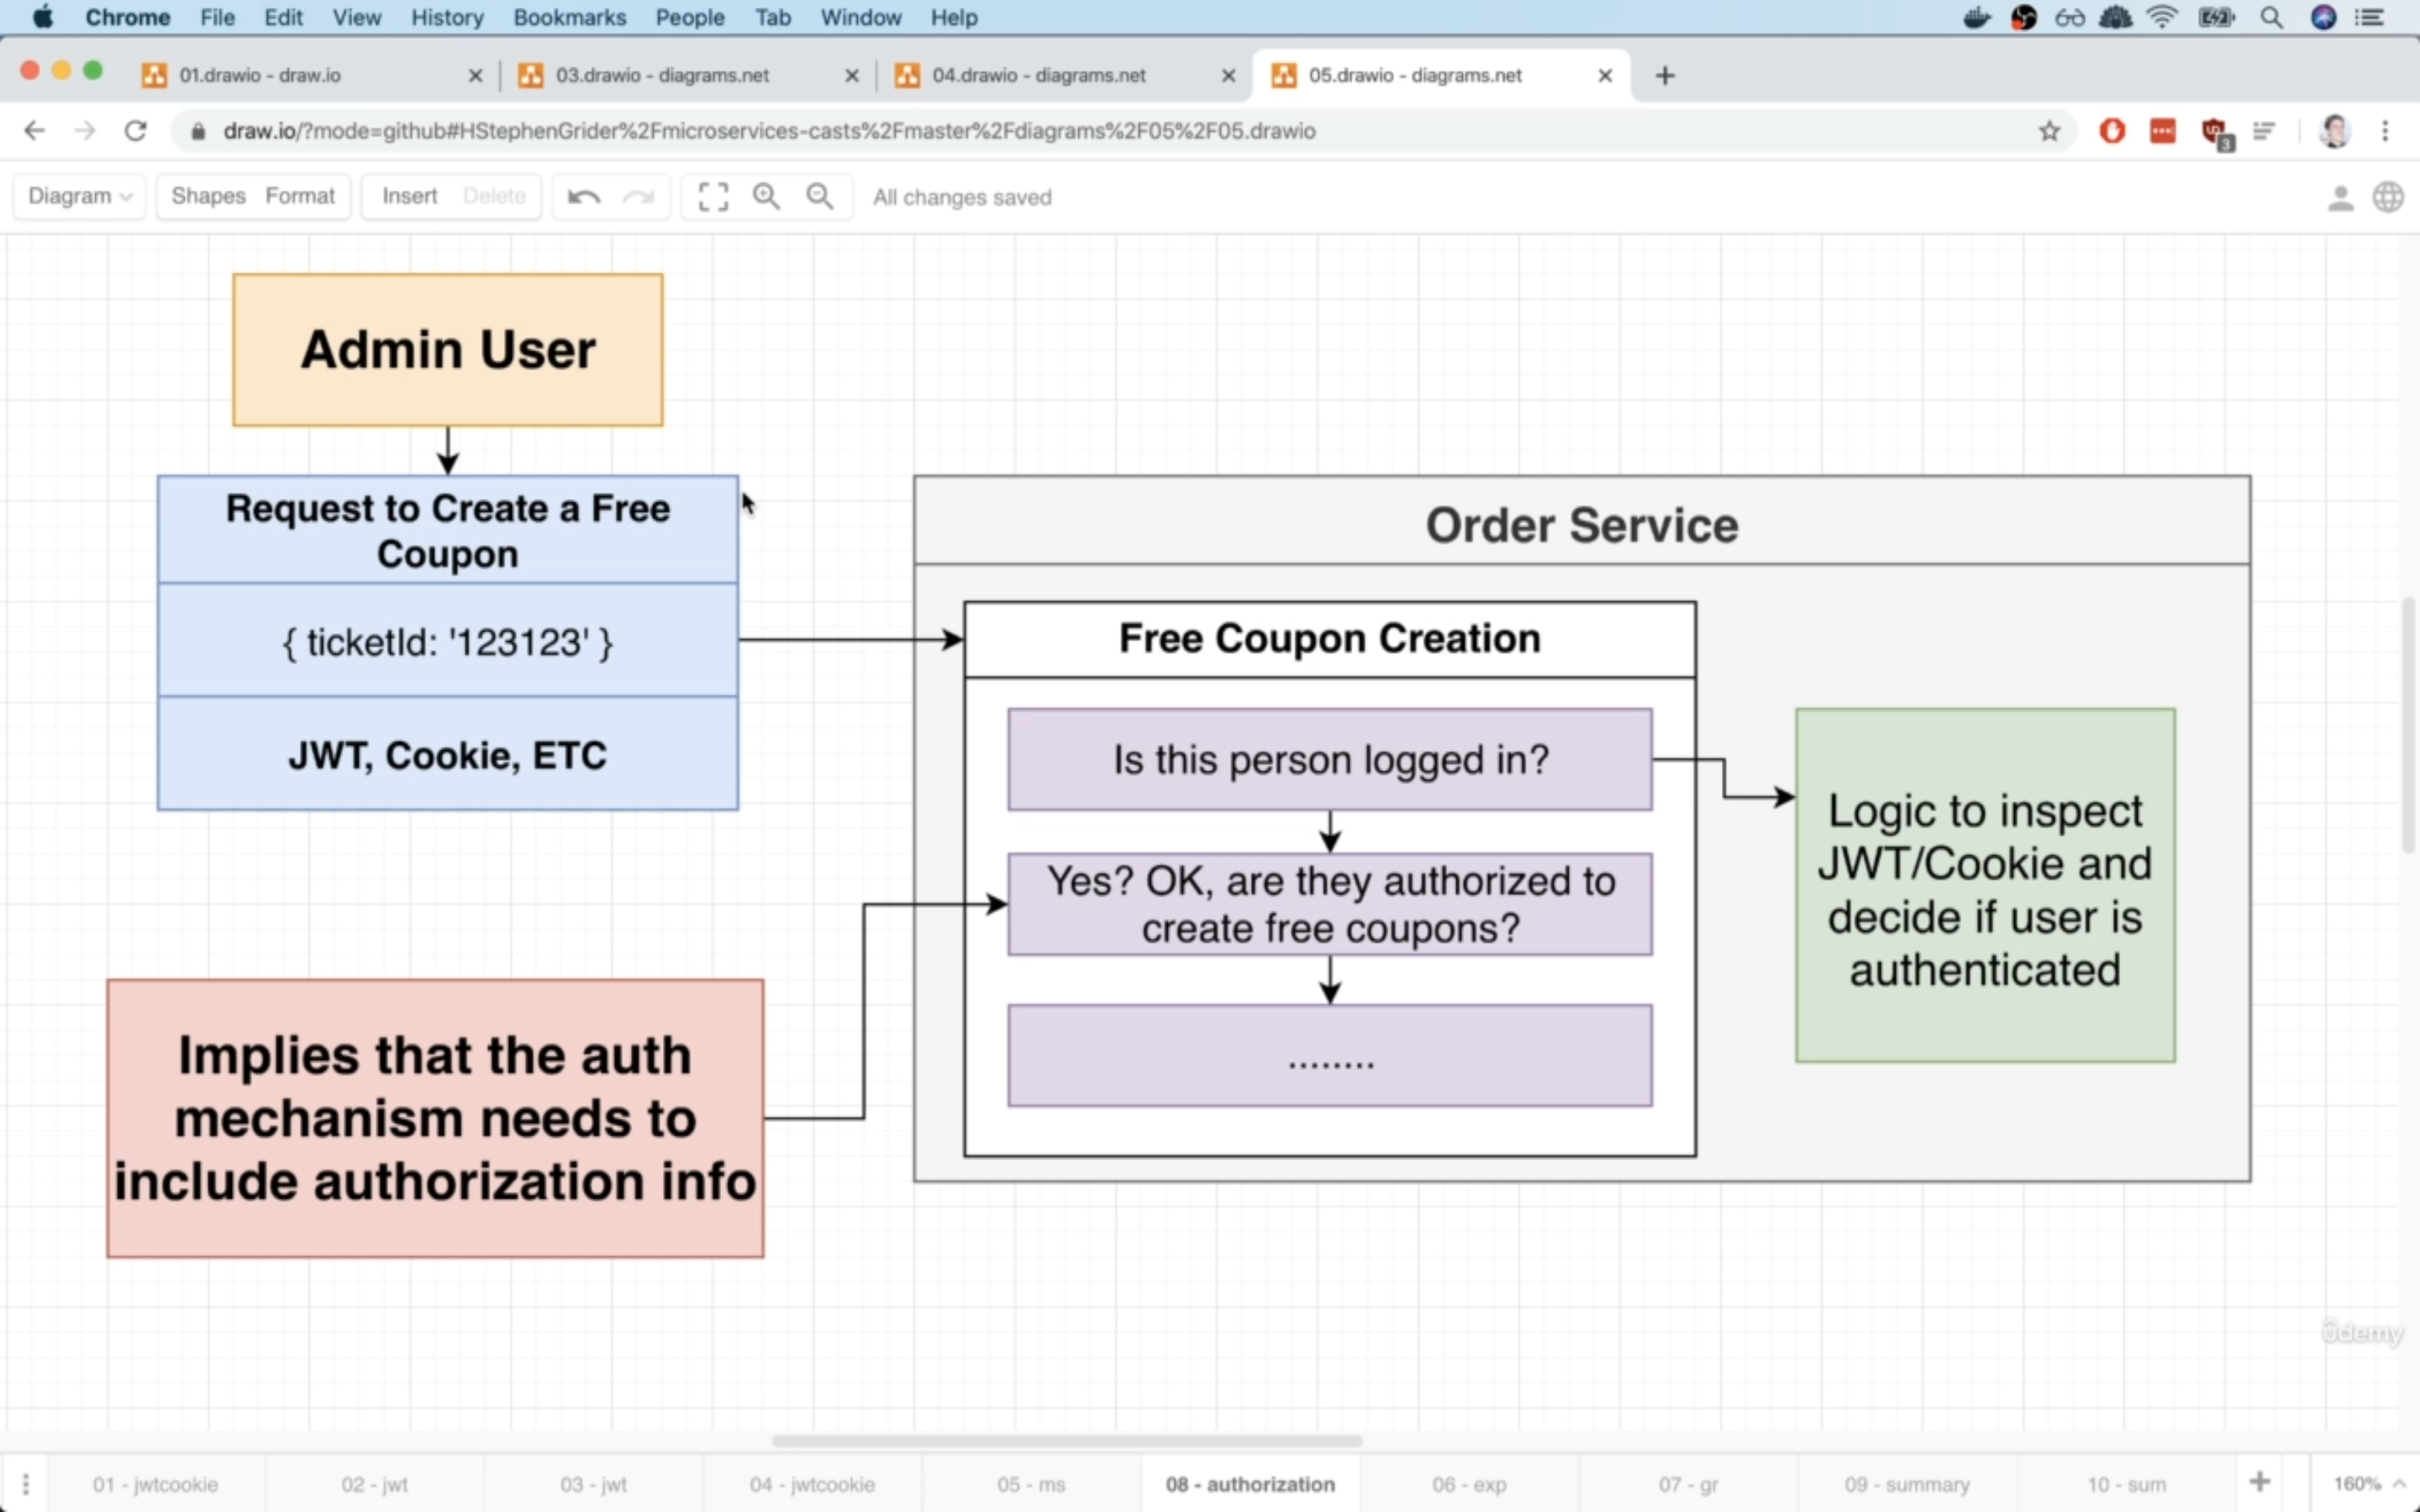 Chrome File Edit View History Bookmarks People Tab Window Help
01.drawio - draw.io
03.drawio - diagrams.net
04.drawio - diagrams.net
05.drawio - diagrams.net
draw.io/?mode=github#HStephenGrider%2Fmicroservices-casts%2Fmaster%2Fdiagrams%2F05%2F05.drawio
3
Diagram Shapes Format Insert Delete All changes saved
Admin User
Request to Create a Free
Coupon
{ ticketId: '123123' }
JWT, Cookie, ETC
Implies that the auth
mechanism needs to
include authorization info
Order Service
Free Coupon Creation
Is this person logged in?
Yes? OK, are they authorized to
create free coupons?
........
Logic to inspect
JWT/Cookie and
decide if user is
authenticated
ûdemy
01 - jwtcookie
02 - jwt
03 - jwt
04 - jwtcookie
05 - ms
08 - authorization
06 - exp
07 - gr
09 - summary
10 - sum
160%